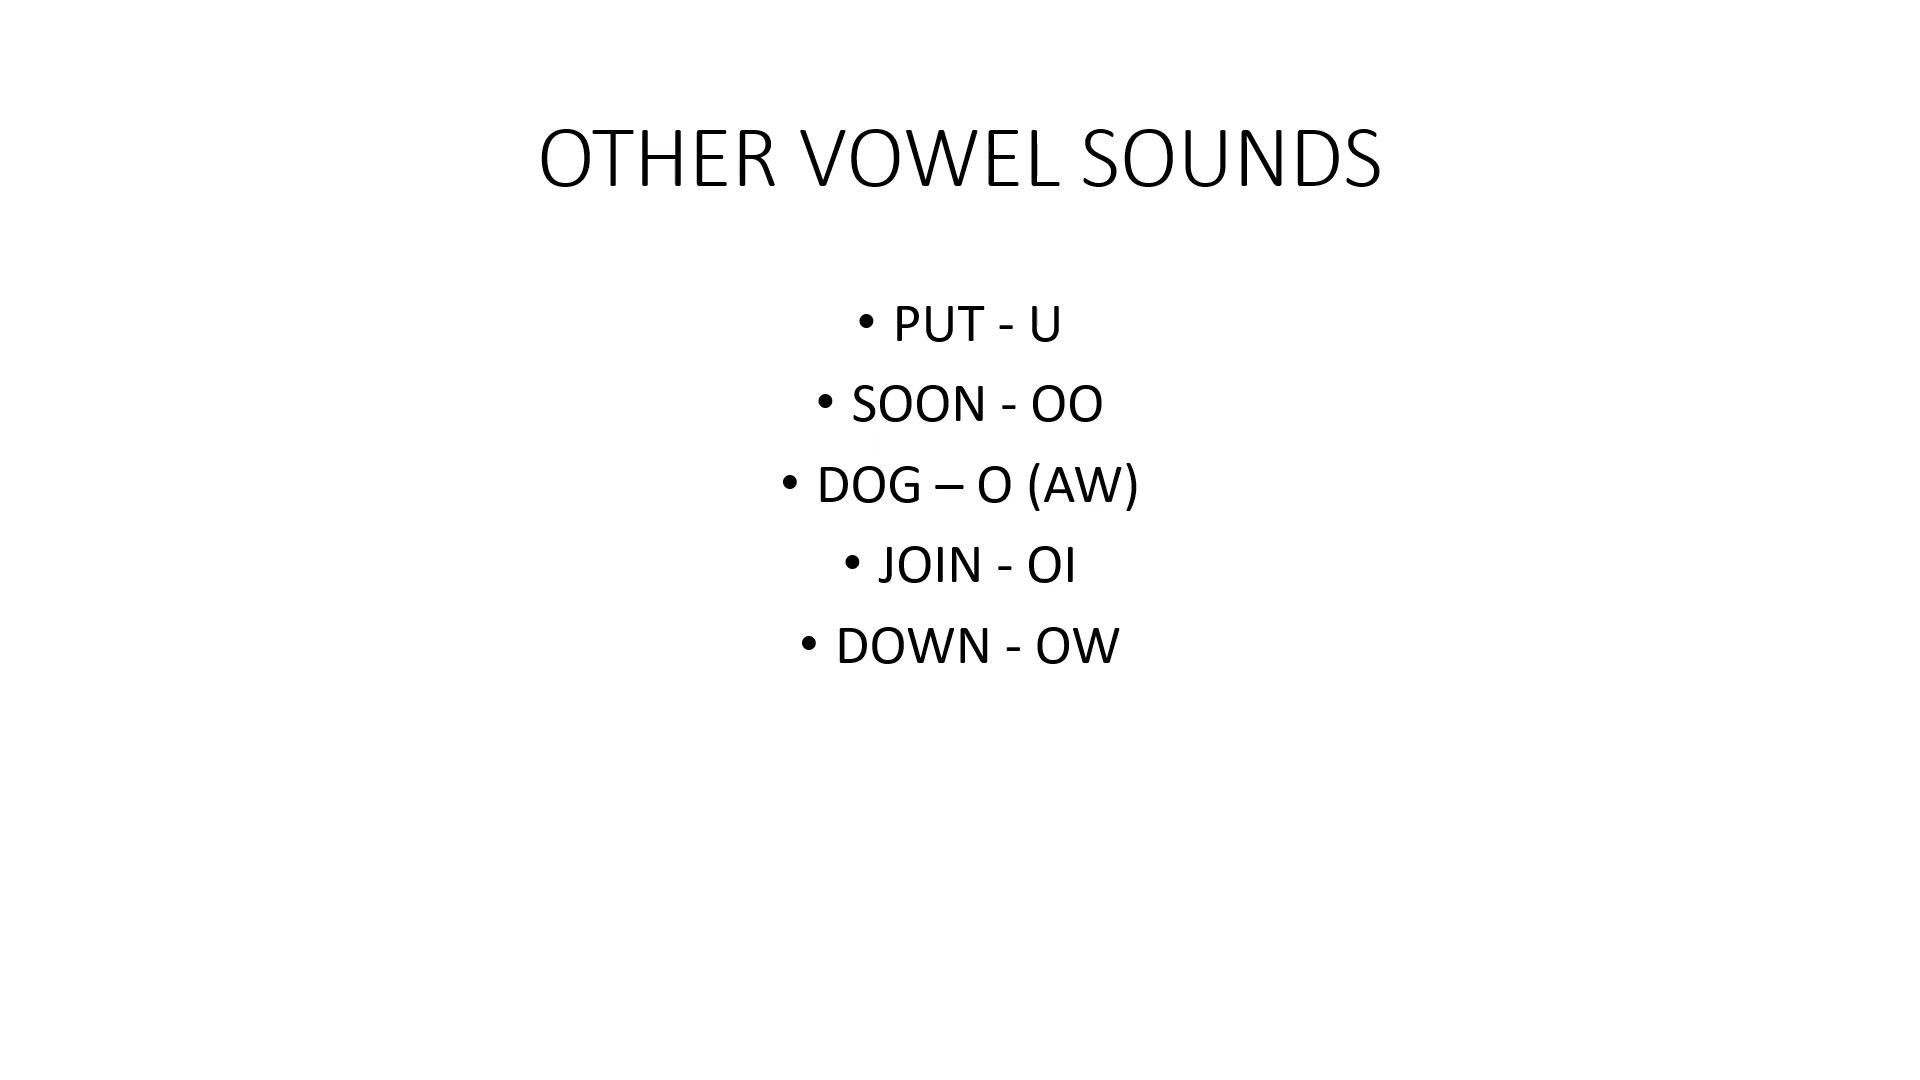 OTHER VOWEL SOUNDS
• PUT - U
• SOON - OO
• DOG – O (AW)
• JOIN - OI
• DOWN - OW